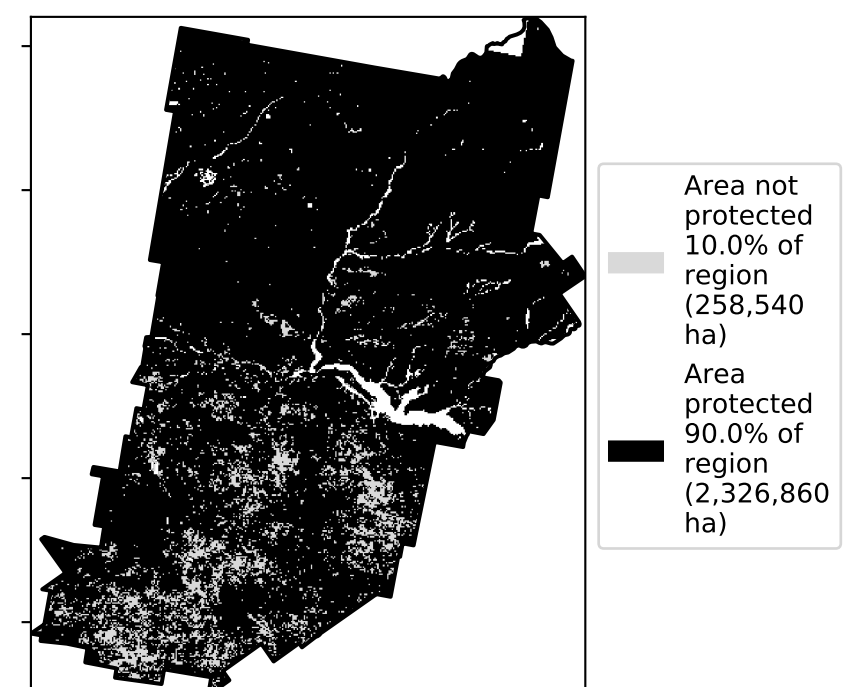 Area not
protected
10.0% of
region
(258,540
ha)
Area
protected
90.0% of
region
(2,326,860
ha)